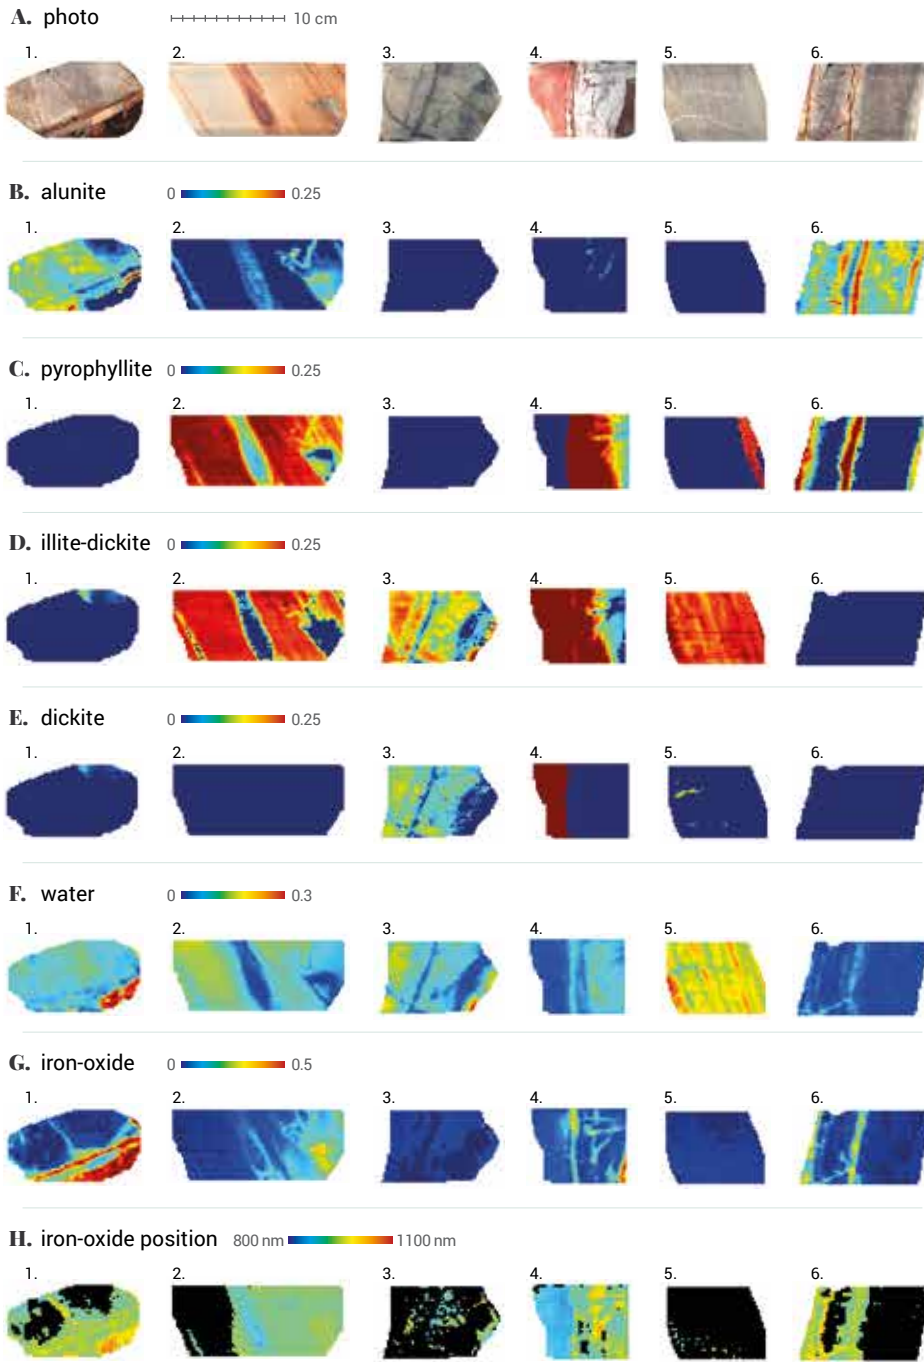 A. photo 10 cm
1. 2. 3. 4. 5. 6.
B. alunite 0 0.25
1. 2. 3. 4. 5. 6.
C. pyrophyllite 0 0.25
1. 2. 3. 4. 5. 6.
D. illite-dickite 0 0.25
1. 2. 3. 4. 5. 6.
E. dickite 0 0.25
1. 2. 3. 4. 5. 6.
F. water 0 0.3
1. 2. 3. 4. 5. 6.
G. iron-oxide 0 0.5
1. 2. 3. 4. 5. 6.
H. iron-oxide position 800 nm 1100 nm
1. 2. 3. 4. 5. 6.